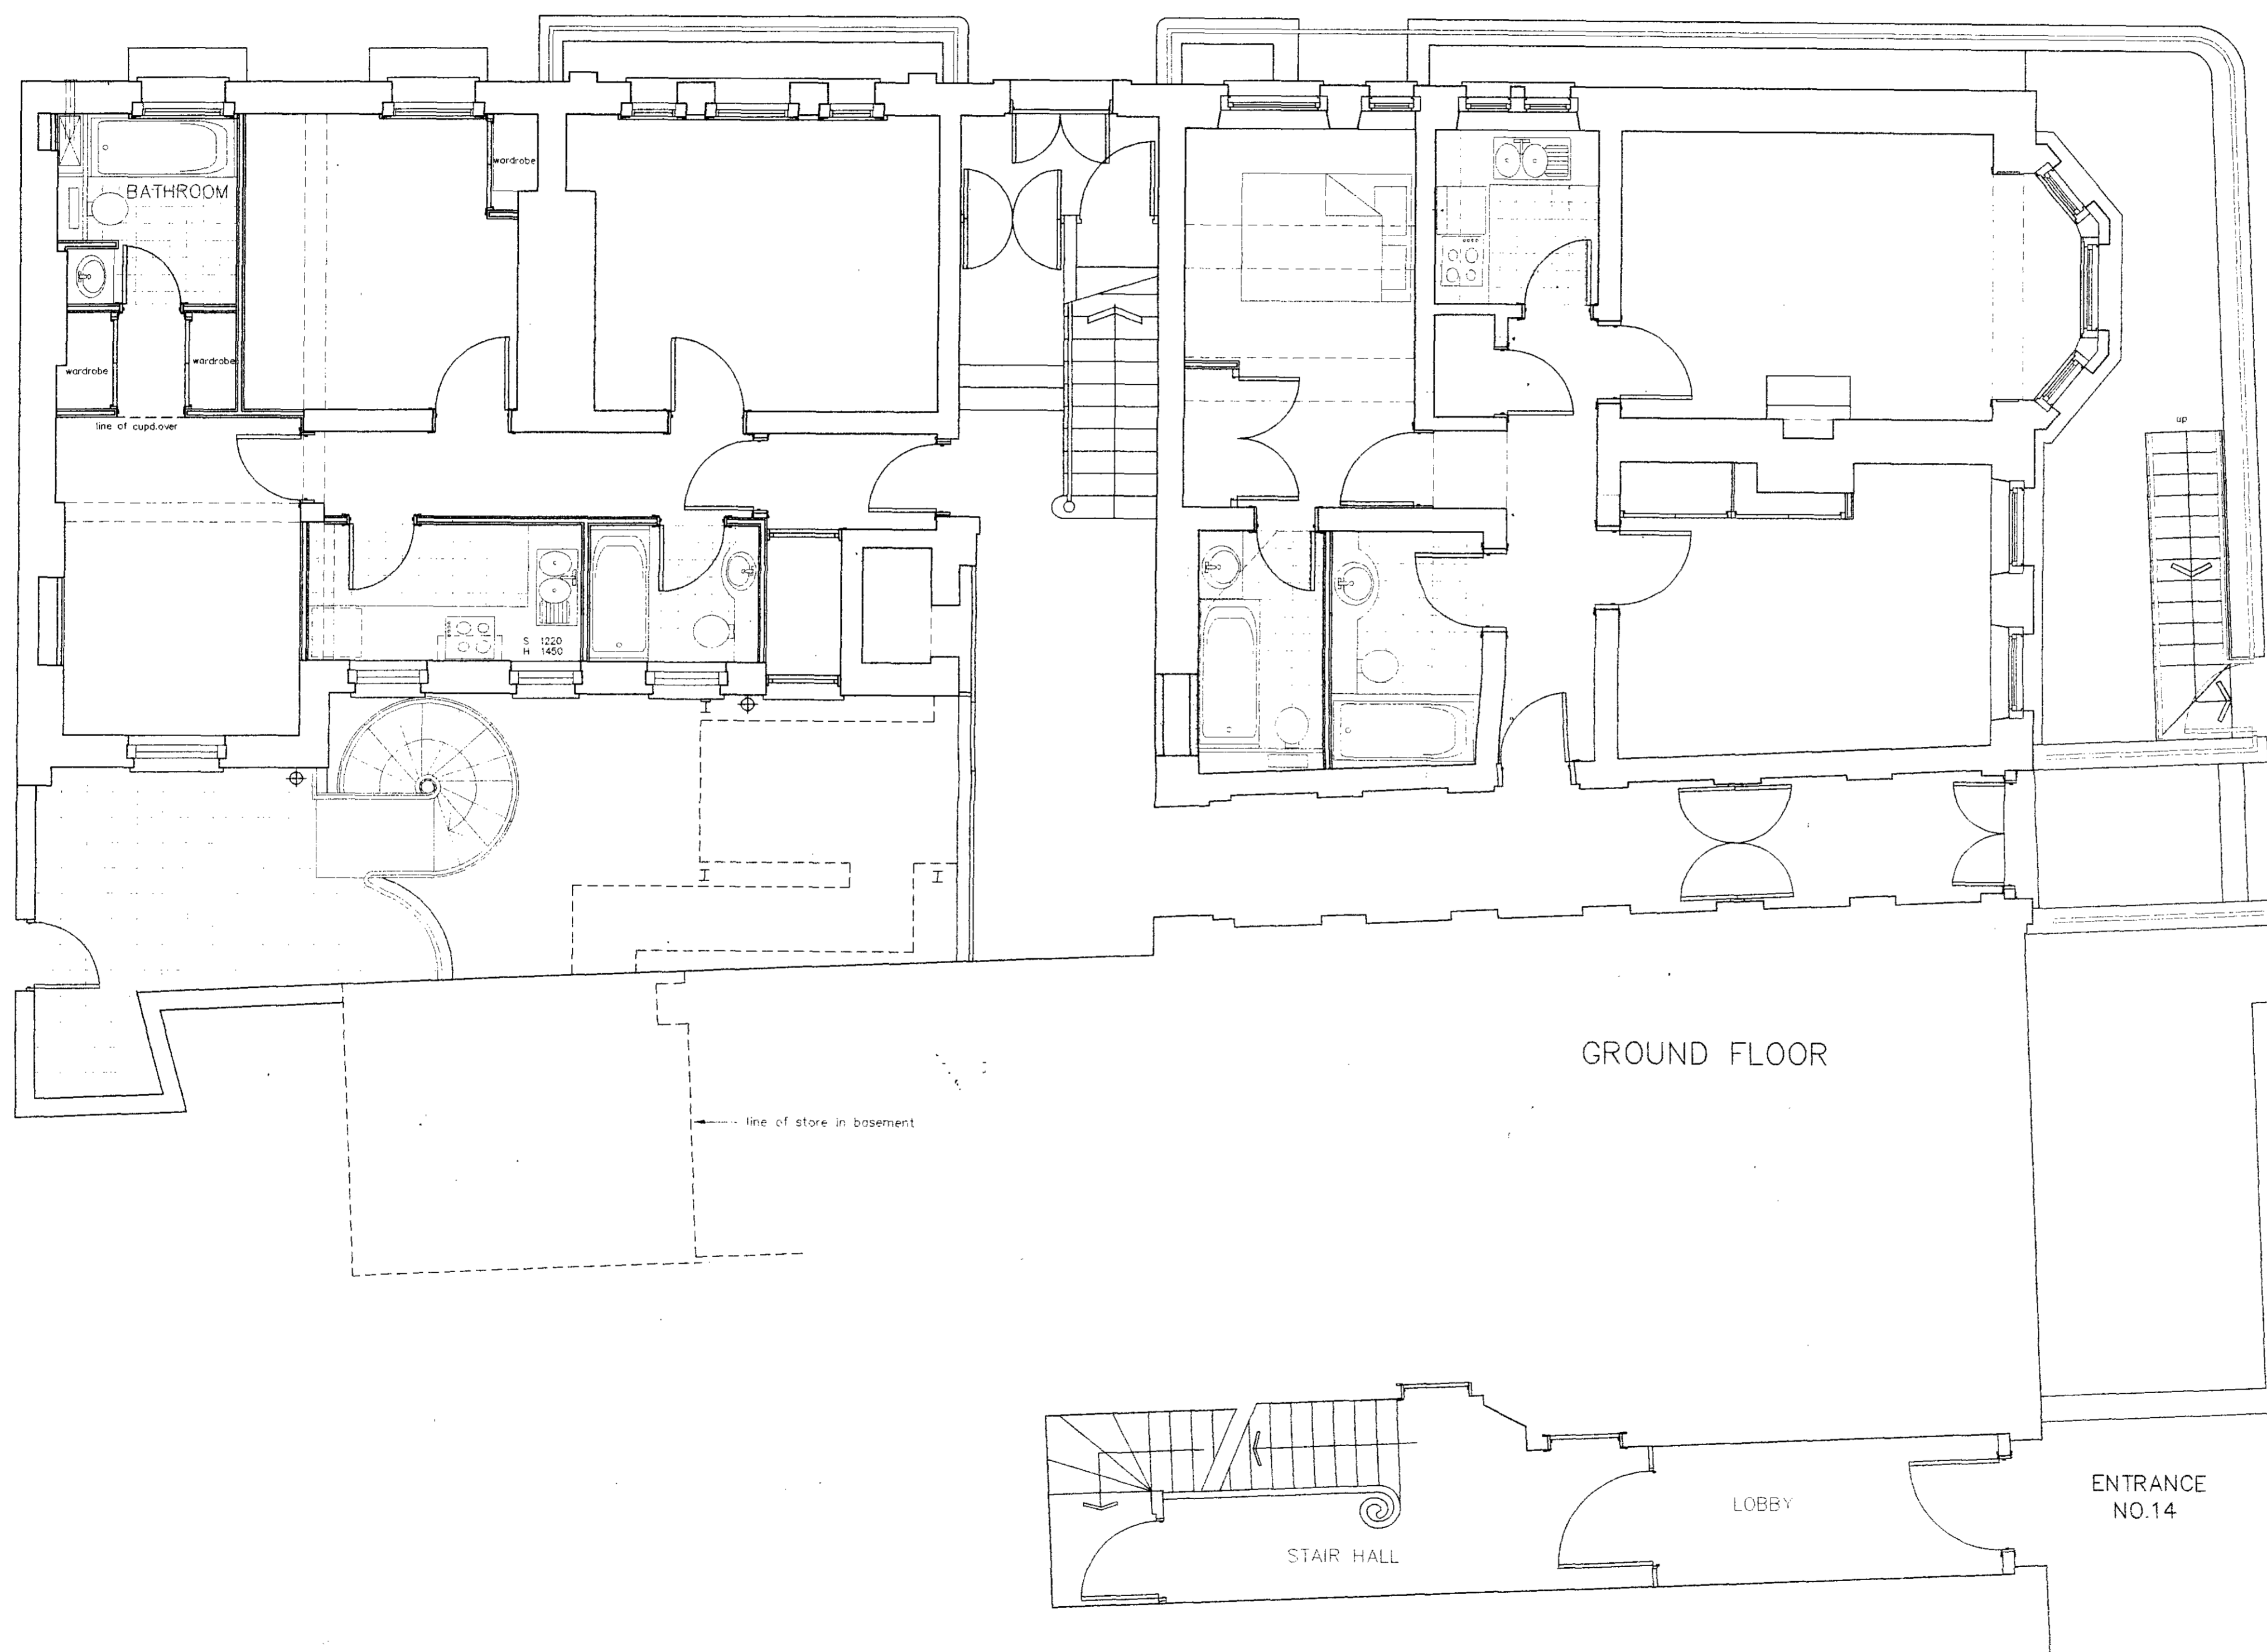 wardrobe
BATHROOM
wardrobe
wardrobe
line of cupd.over
up
S 1220
H 1450
GROUND FLOOR
line of store in basement
ENTRANCE
NO.14
LOBBY
STAIR HALL